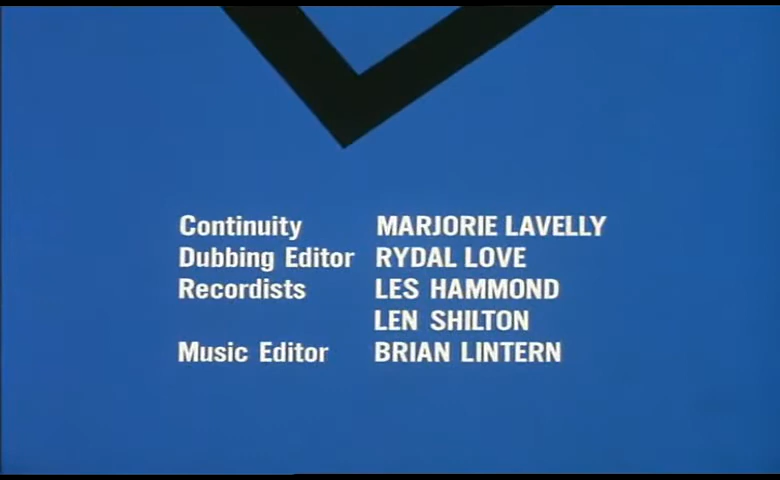 Continuity MARJORIE LAVELLY
Dubbing Editor RYDAL LOVE
Recordists LES HAMMOND
LEN SHILTON
Music Editor BRIAN LINTERN